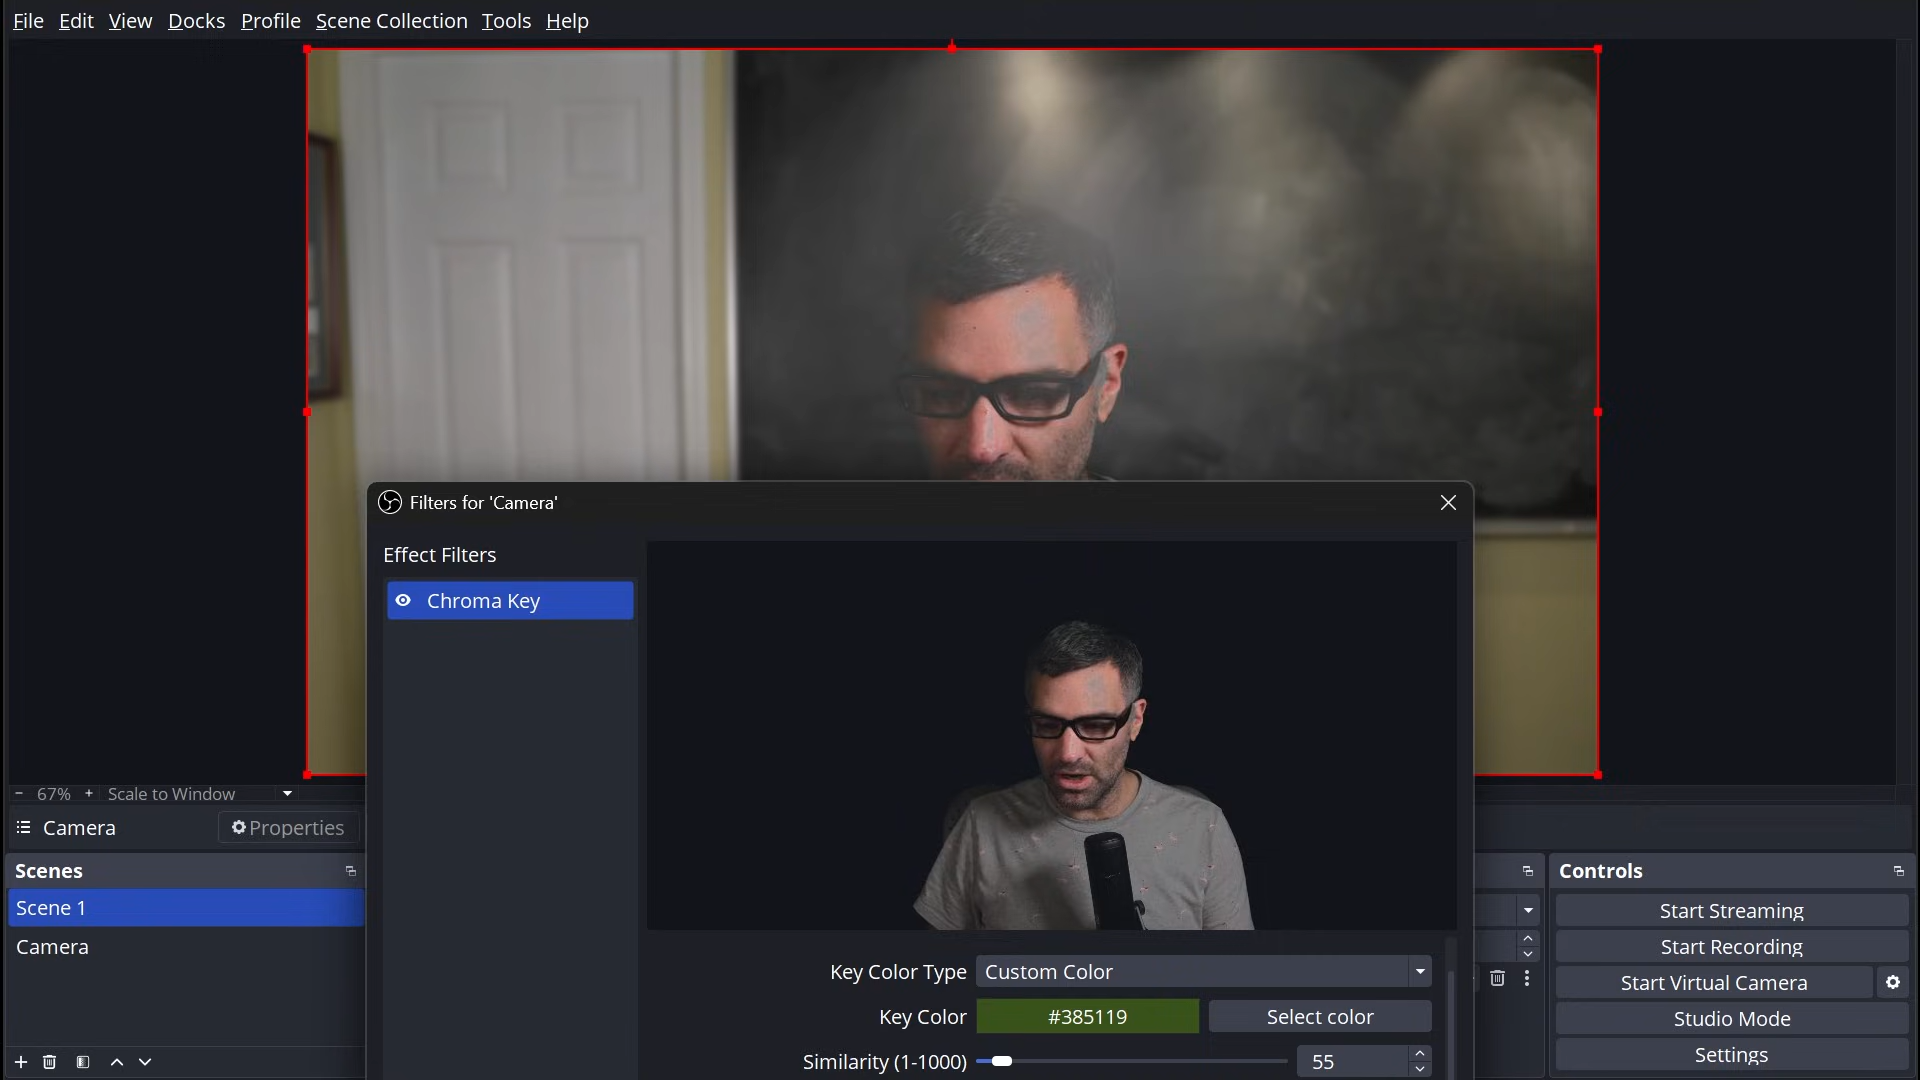 File Edit View Docks Profile Scene Collection Tools Help
Filters for 'Camera'
Effect Filters
Chroma Key
Key Color Type Custom Color
Key Color #385119 Select color
Similarity (1-1000) 55
67% Scale to Window
Camera Properties
Scenes
Scene 1
Camera
Controls
Start Streaming
Start Recording
Start Virtual Camera
Studio Mode
Settings